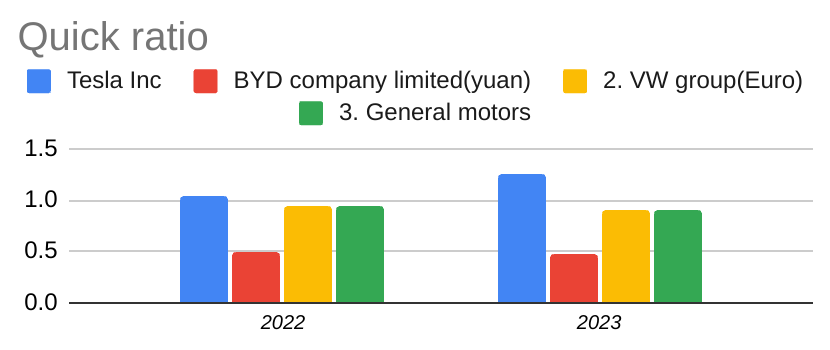 Quick ratio
Tesla Inc BYD company limited(yuan) 2. VW group(Euro)
3. General motors
1.5
1.0
0.5
0.0
2022 2023